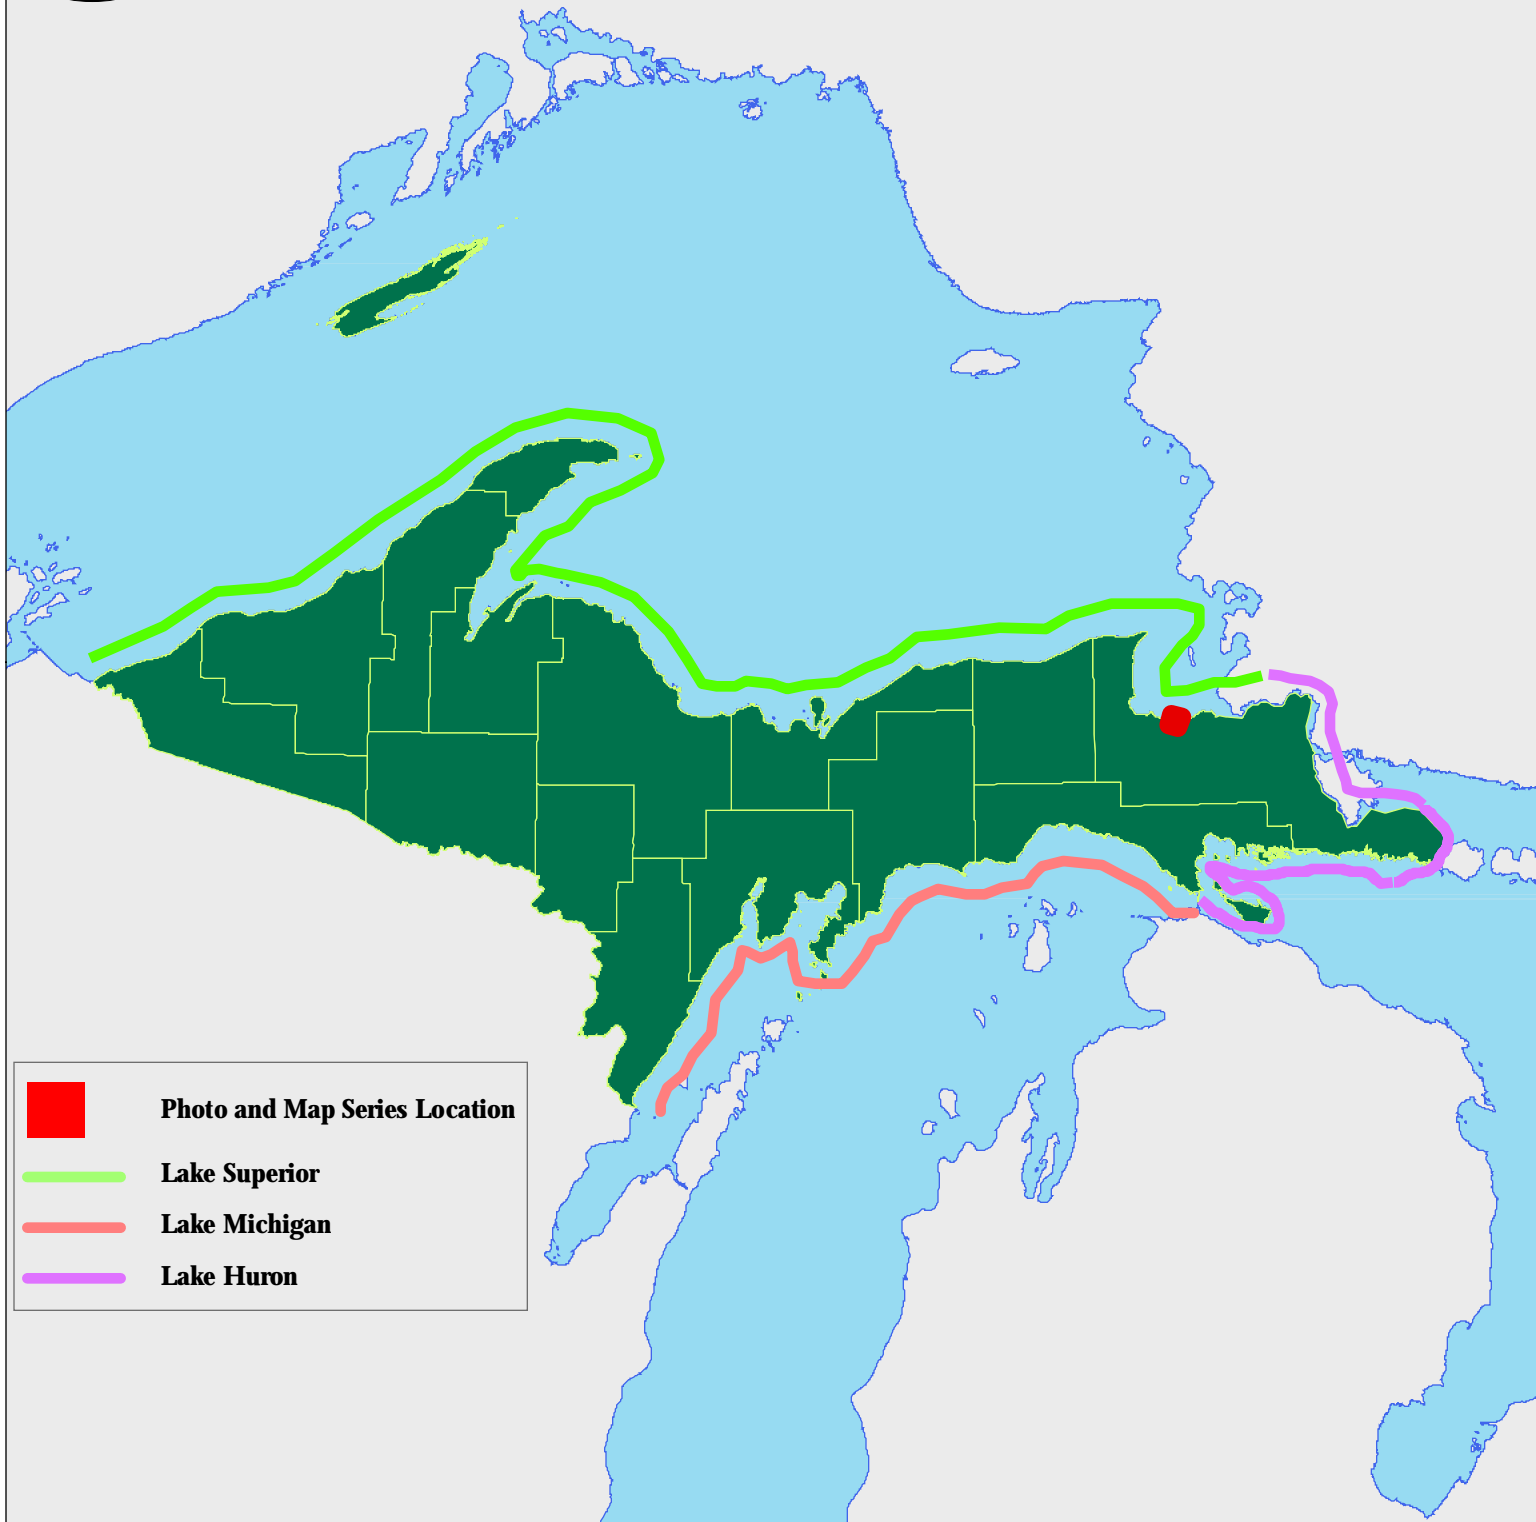 Photo and Map Series Location
Lake Superior
Lake Michigan
Lake Huron